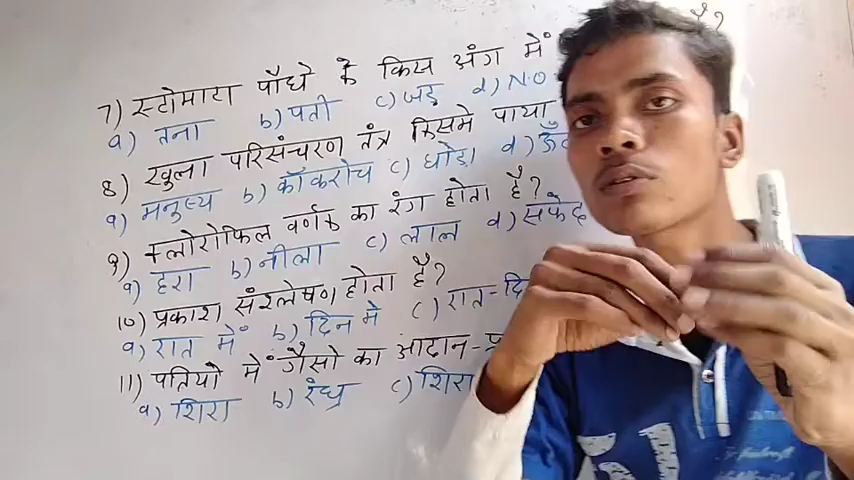 7) स्टोमाटा पौधे के किस अंग में
a) तना b) पती c) जड़ d) N.O
8) खुला परिसंचरण तंत्र किसमे पाया
a) मनुष्य b) कॉकरोच c) घोड़ा d) ऊँट
9) क्लोरोफिल वर्णक का रंग होता है?
a) हरा b) नीला c) लाल d) सफेद
10) प्रकाश संश्लेषण होता है?
a) रात में b) दिन मे c) रात-दि
11) पतियो में गैसो का आदान-प्र
a) शिरा b) रंध्र c) शिरा